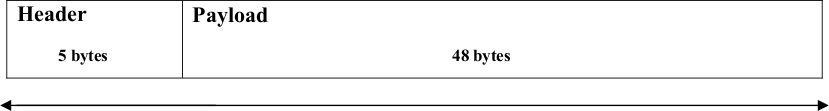 Header
Payload
5 bytes
48 bytes